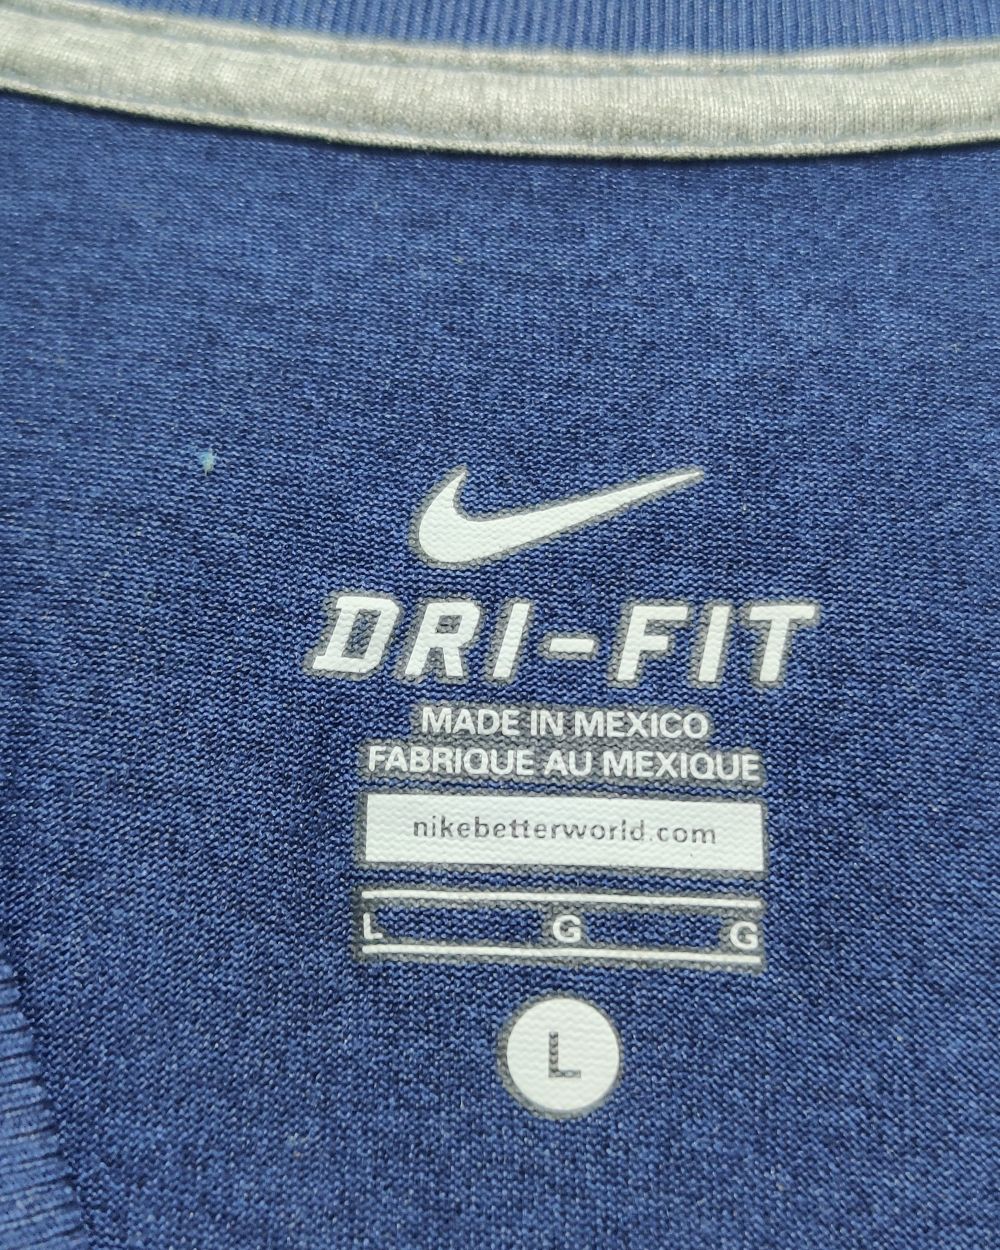 DRI-FIT
MADE IN MEXICO
FABRIQUE AU MEXIQUE
nikebetterworld.com
L G G
L